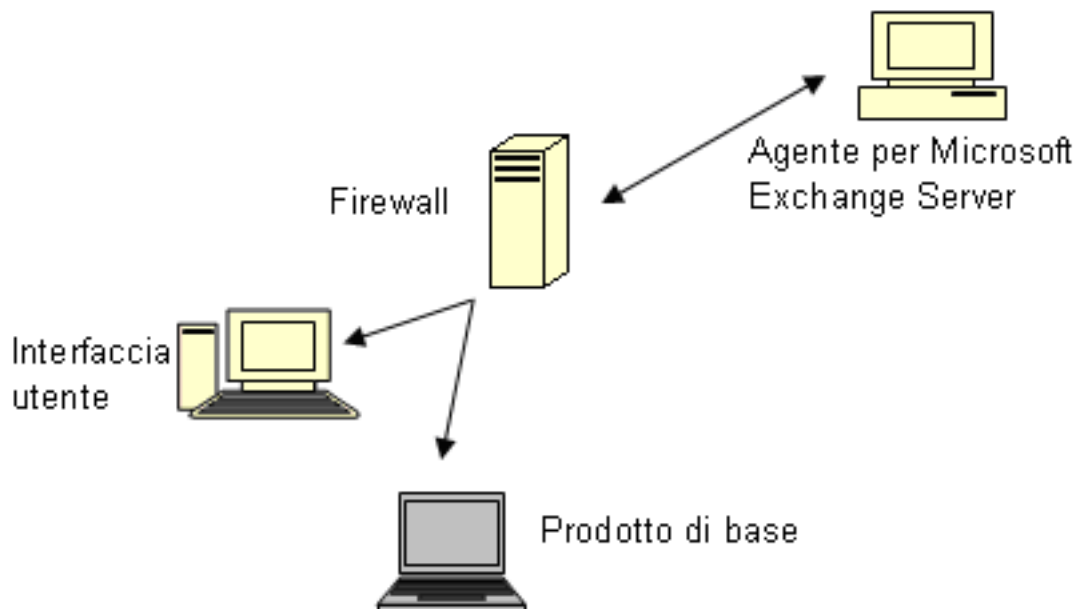 Agente per Microsoft
Exchange Server
Firewall
Interfaccia
utente
Prodotto di base